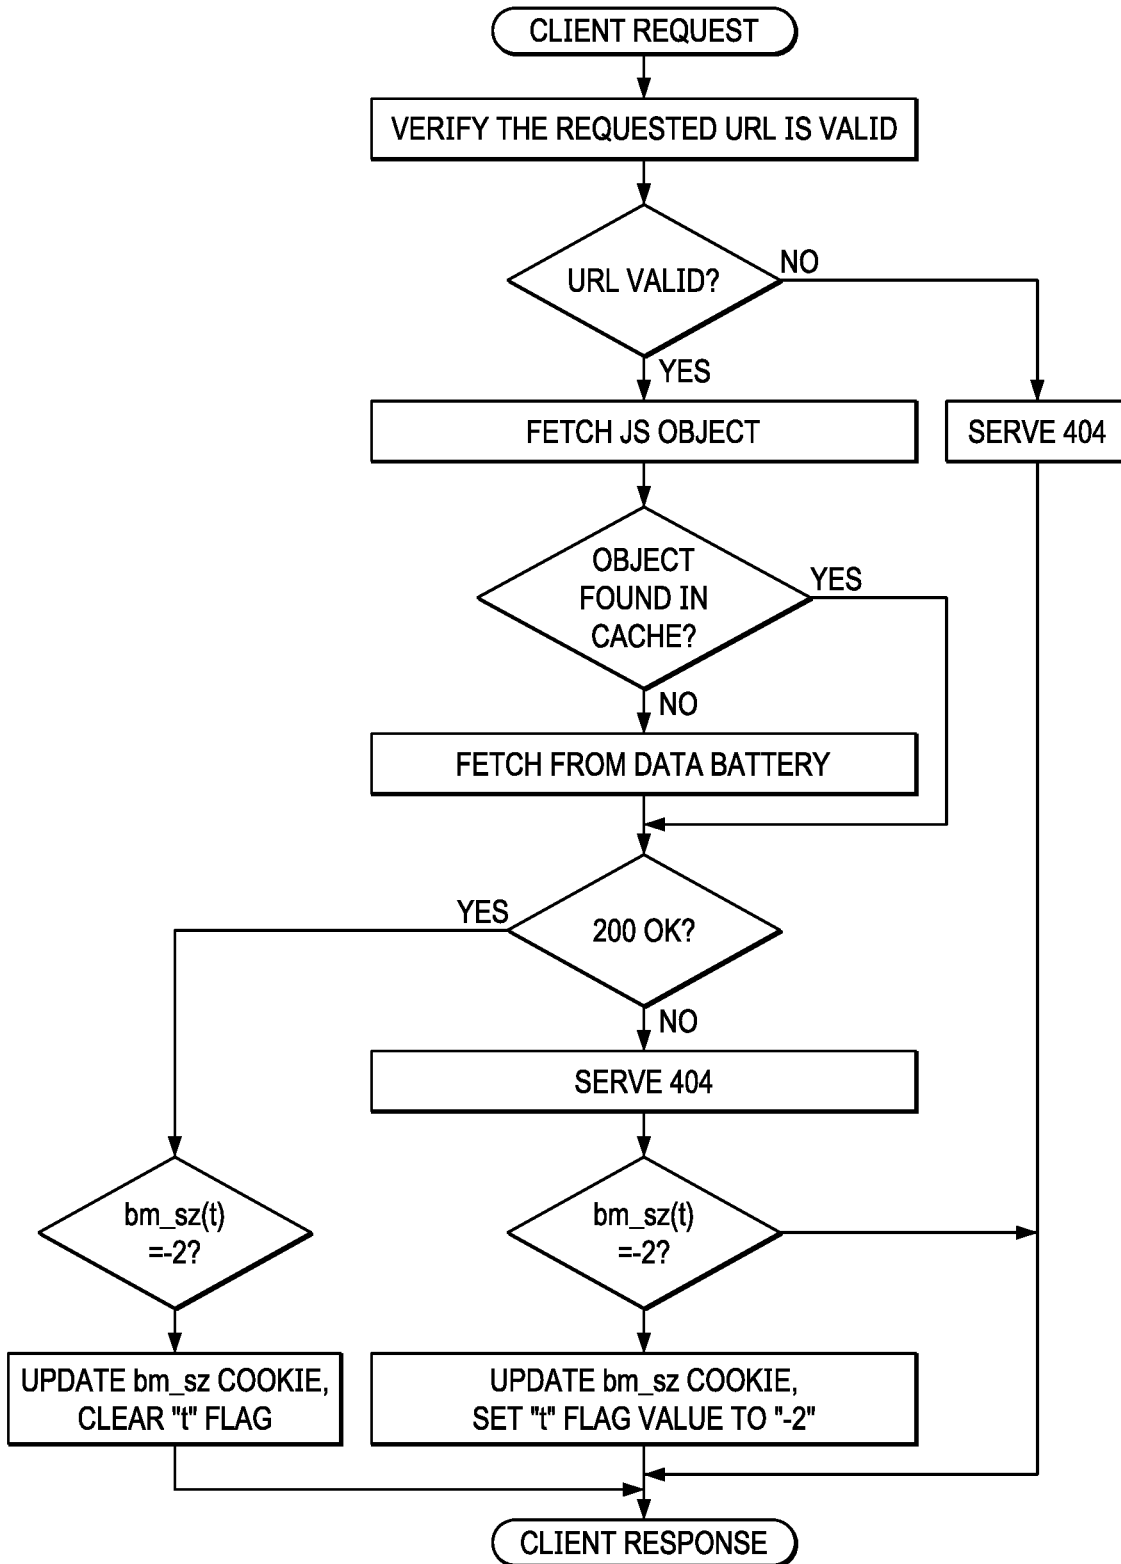 CLIENT REQUEST
VERIFY THE REQUESTED URL IS VALID
URL VALID?
NO
YES
FETCH JS OBJECT
SERVE 404
OBJECT
FOUND IN
CACHE?
YES
NO
FETCH FROM DATA BATTERY
YES
200 OK?
NO
SERVE 404
bm_sz(t)
=-2?
bm_sz(t)
=-2?
UPDATE bm_sz COOKIE,
CLEAR "t" FLAG
UPDATE bm_sz COOKIE,
SET "t" FLAG VALUE TO "-2"
CLIENT RESPONSE